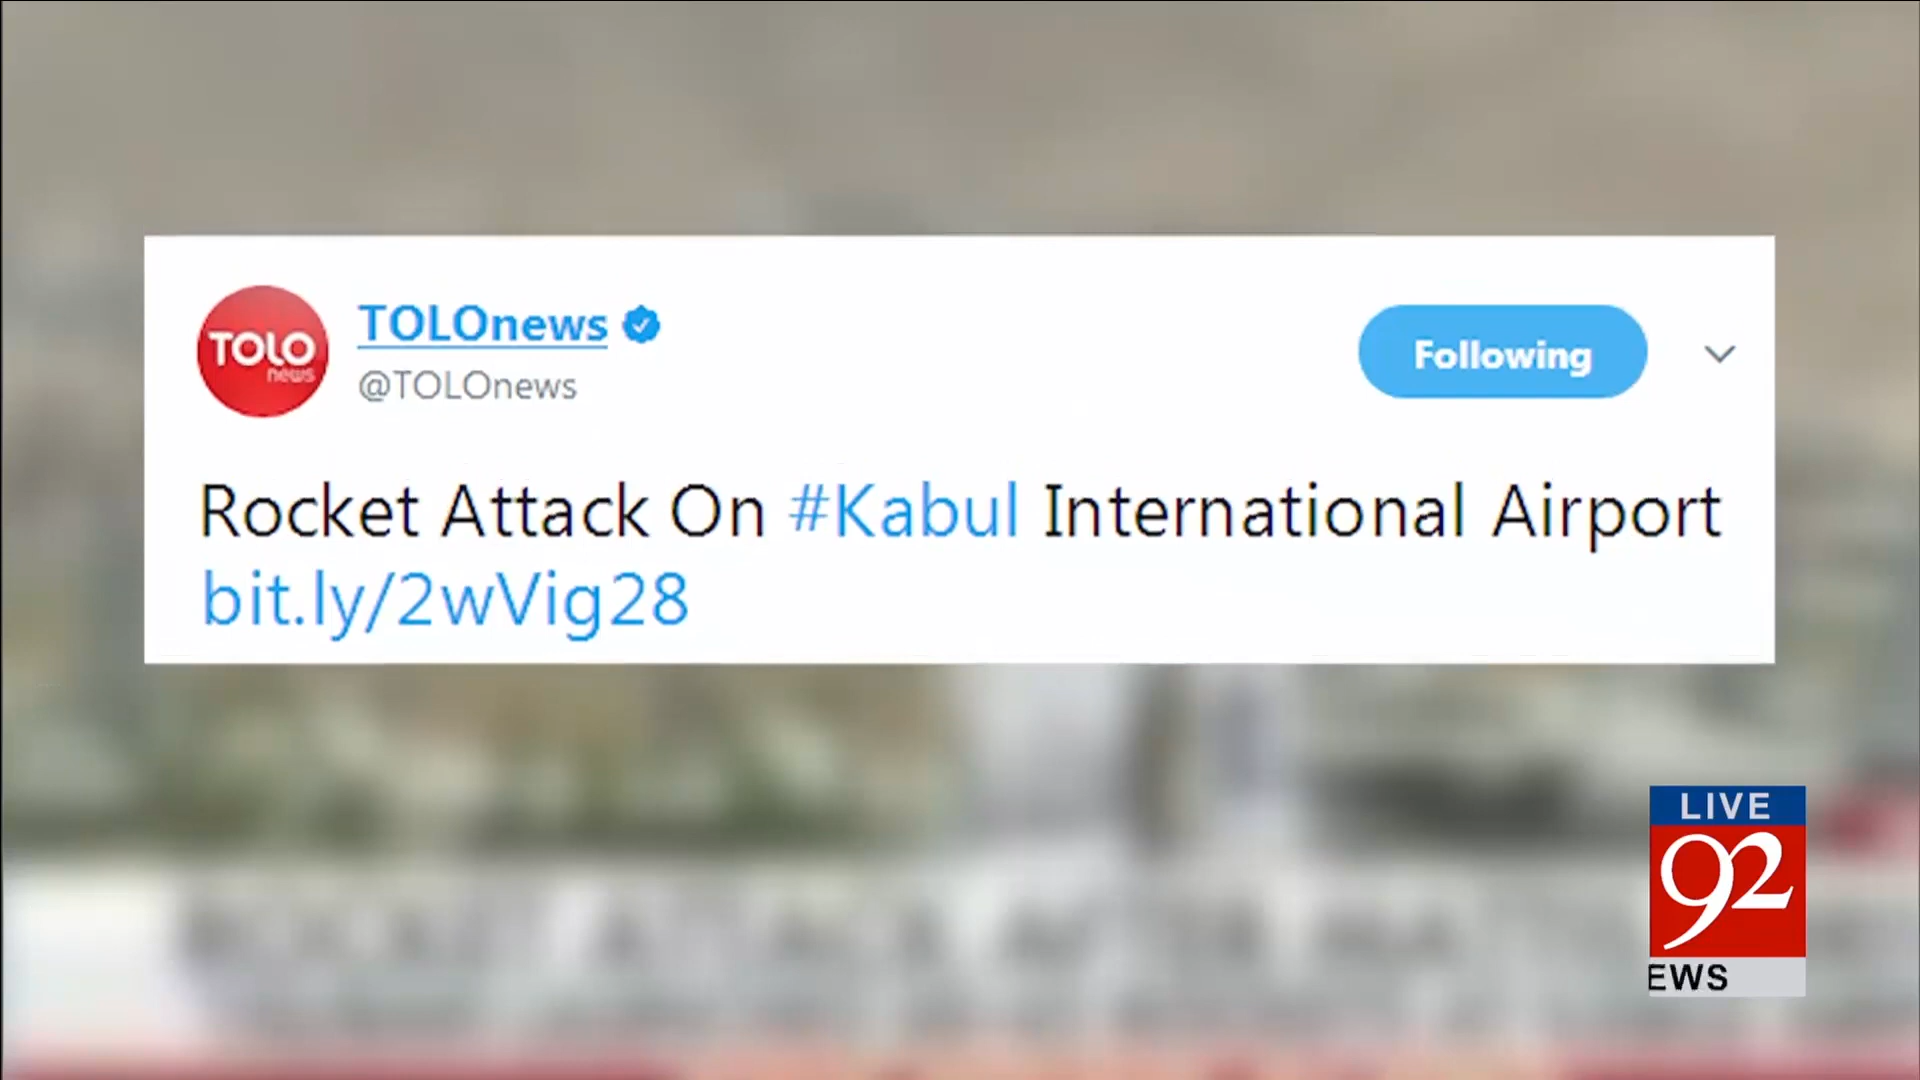 TOLO
news
TOLOnews
@TOLOnews
Following
Rocket Attack On #Kabul International Airport
bit.ly/2wVig28
LIVE
92
EWS